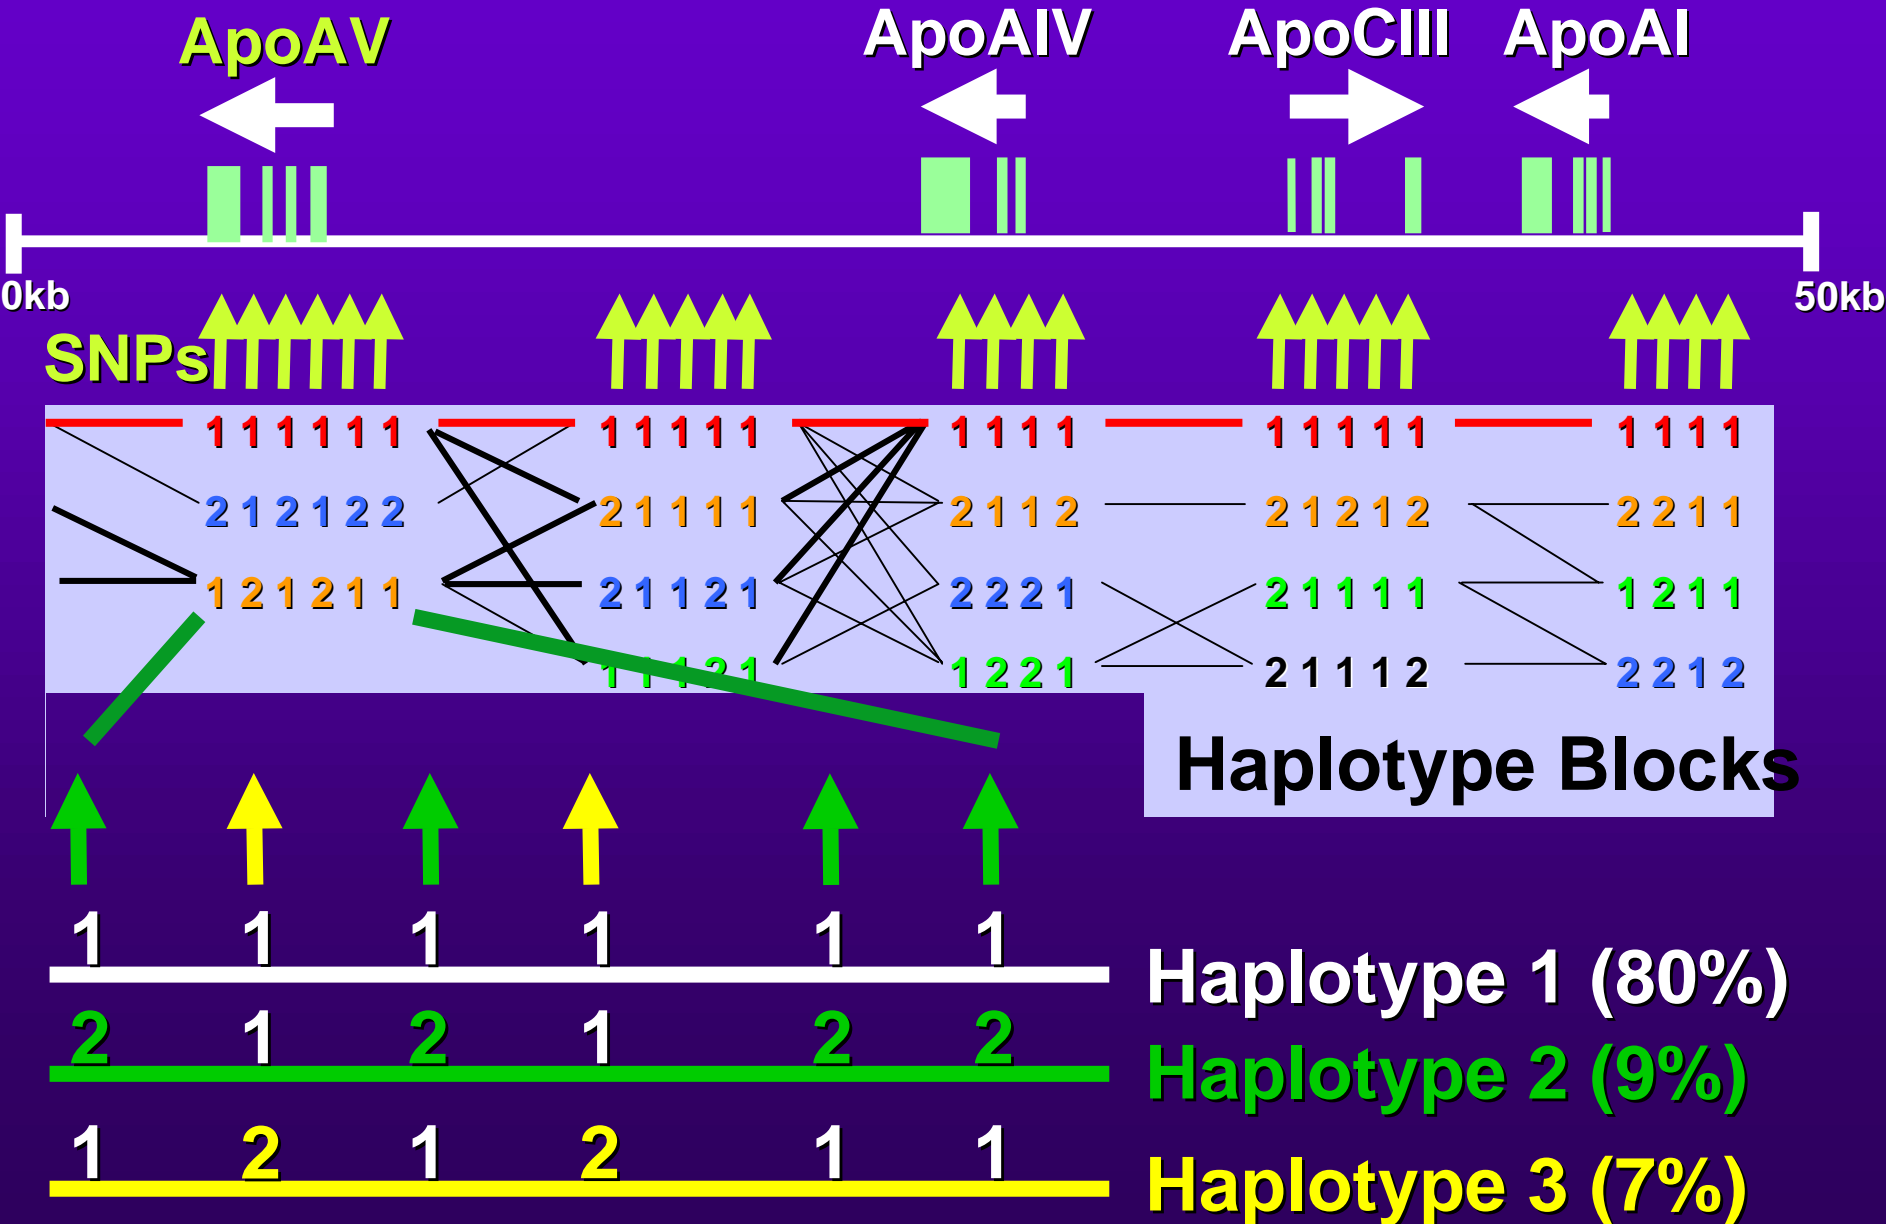 ApoAV ApoAIV ApoCIII ApoAI
0kb 50kb
SNPs
1 1 1 1 1 1 1 1 1 1 1 1 1 1 1 1 1 1 1 1 1 1 1 1
2 1 2 1 2 2 2 1 1 1 1 2 1 1 2 2 1 2 1 2 2 2 1 1
1 2 1 2 1 1 2 1 1 2 1 2 2 2 1 2 1 1 1 1 1 2 1 1
1 1 1 2 1 1 2 2 1 2 1 1 1 2 2 2 1 2
Haplotype Blocks
1 1 1 1 1 1 Haplotype 1 (80%)
2 1 2 1 2 2 Haplotype 2 (9%)
1 2 1 2 1 1 Haplotype 3 (7%)